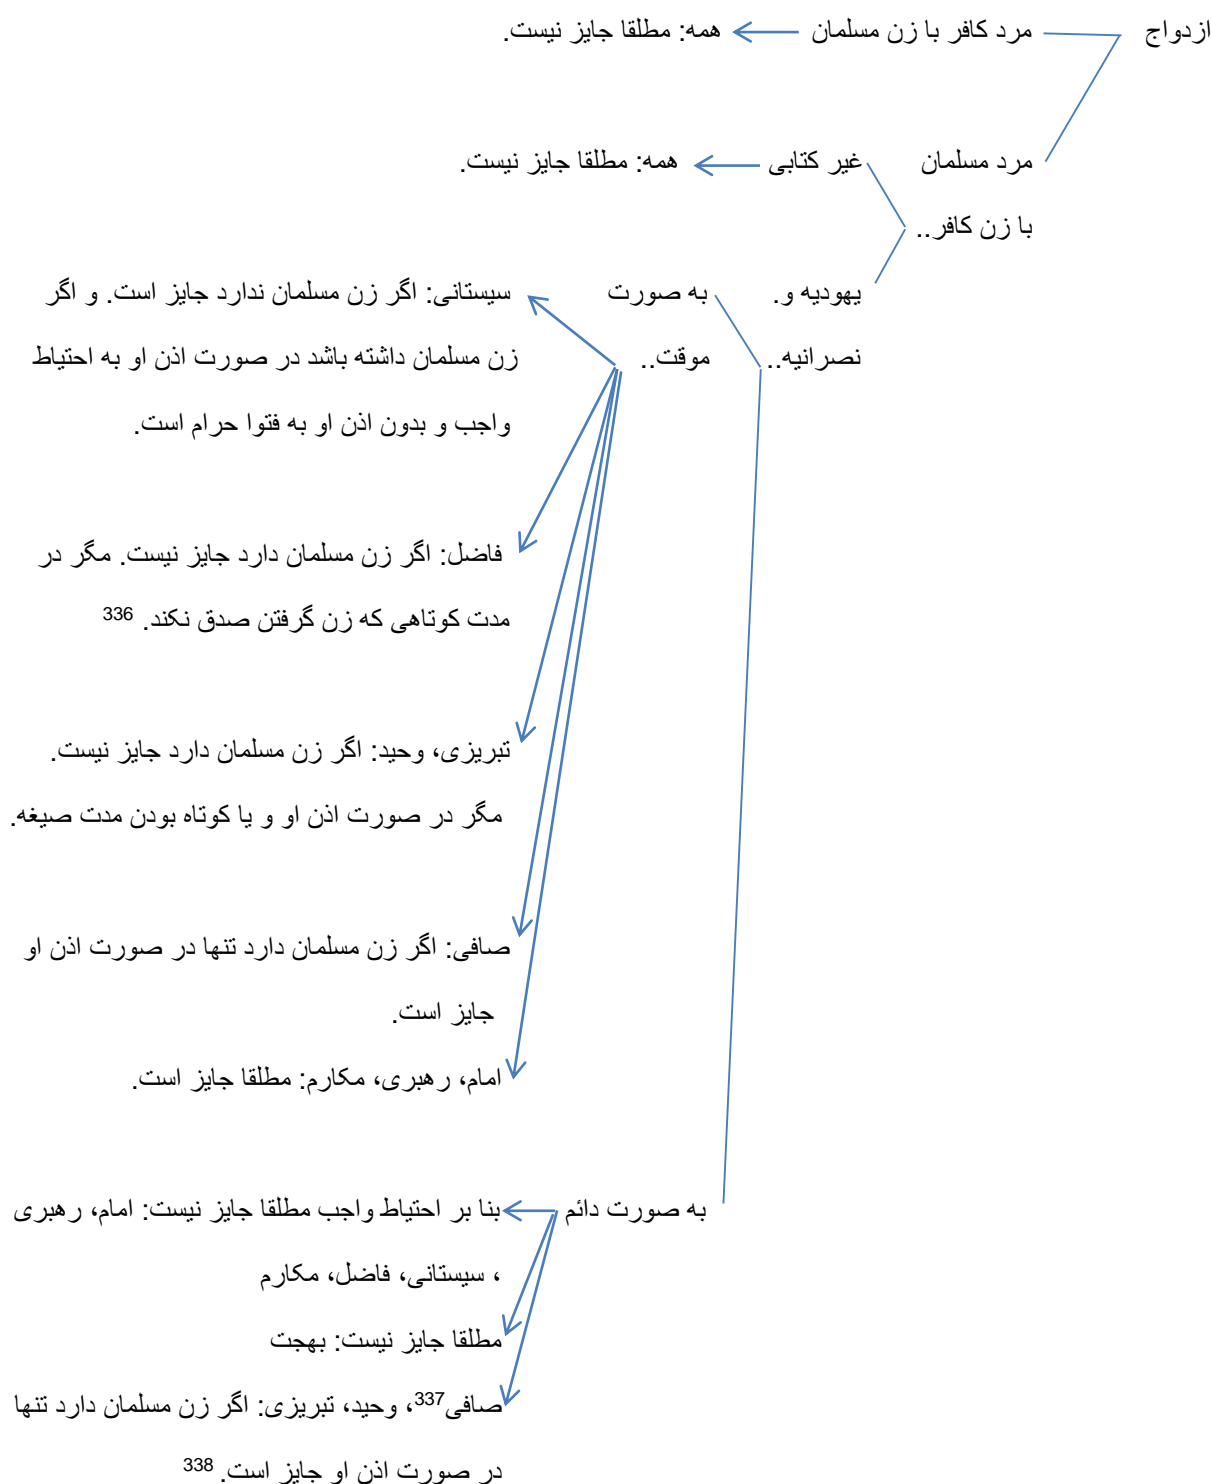 ازدواج مرد کافر با زن مسلمان همه: مطلقا جایز نیست.
مرد مسلمان غیر کتابی همه: مطلقا جایز نیست.
با زن کافر..
یهودیه و. به صورت سیستانی: اگر زن مسلمان ندارد جایز است. و اگر
نصرانیه.. موقت.. زن مسلمان داشته باشد در صورت اذن او به احتیاط
واجب و بدون اذن او به فتوا حرام است.
فاضل: اگر زن مسلمان دارد جایز نیست. مگر در
مدت کوتاهی که زن گرفتن صدق نکند. 336
تبریزی، وحید: اگر زن مسلمان دارد جایز نیست.
مگر در صورت اذن او و یا کوتاه بودن مدت صیغه.
صافی: اگر زن مسلمان دارد تنها در صورت اذن او
جایز است.
امام، رهبری، مکارم: مطلقا جایز است.
به صورت دائم بنا بر احتیاط واجب مطلقا جایز نیست: امام، رهبری
، سیستانی، فاضل، مکارم
مطلقا جایز نیست: بهجت
صافی337، وحید، تبریزی: اگر زن مسلمان دارد تنها
در صورت اذن او جایز است. 338